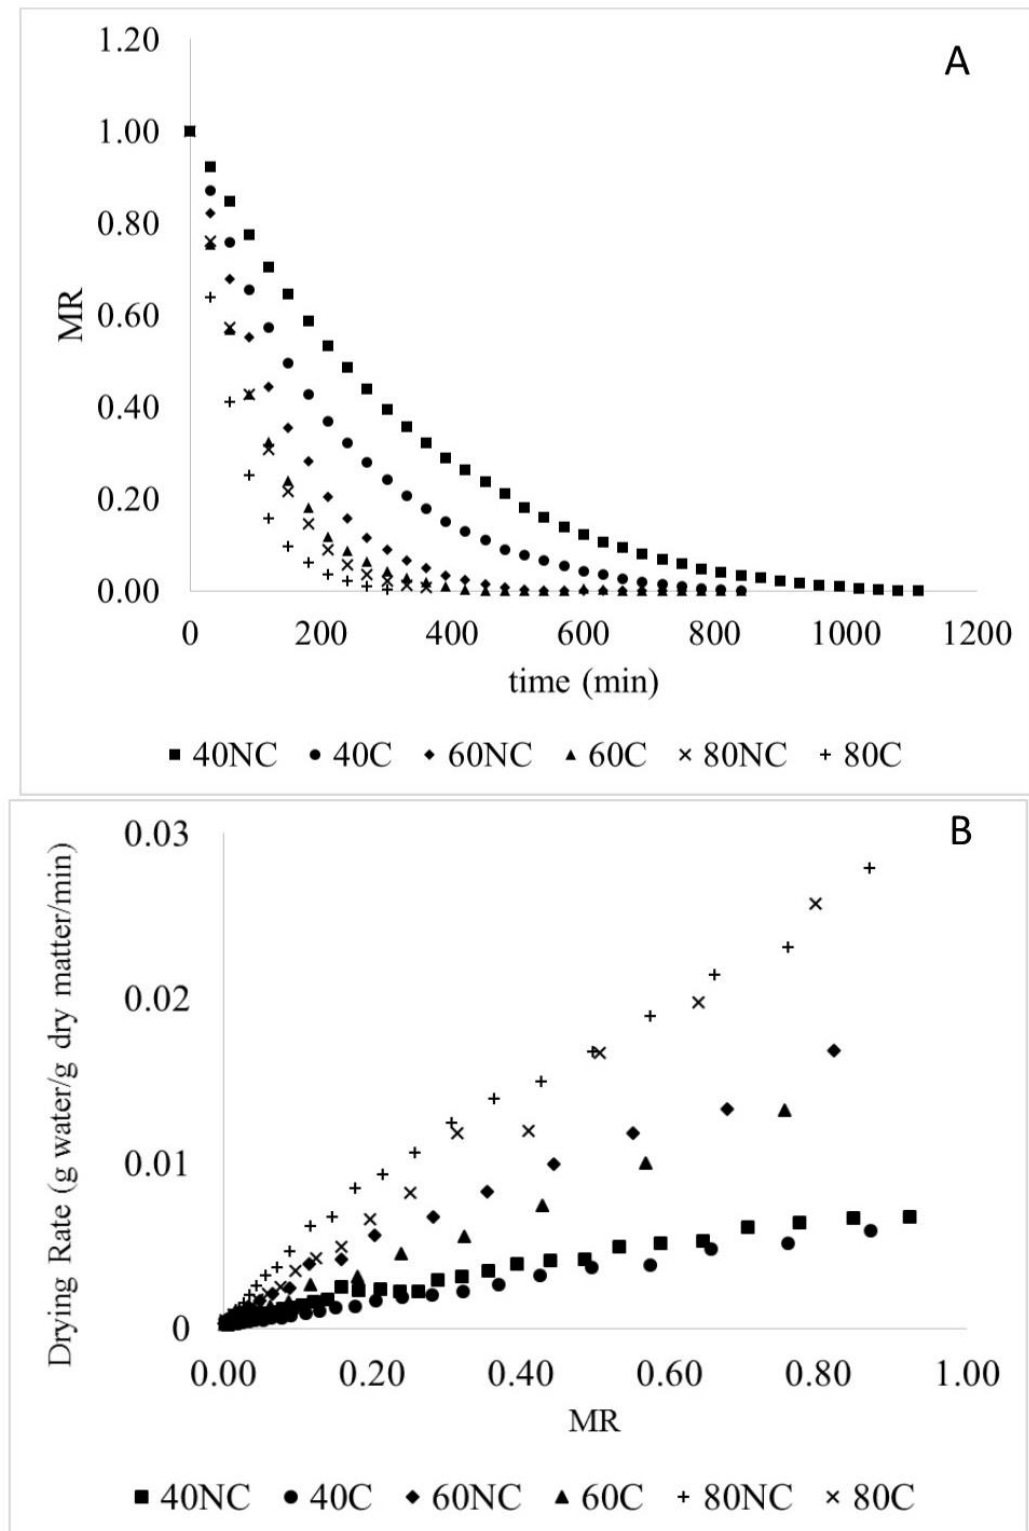 A
1.20
1.00
0.80
0.60
0.40
0.20
0.00
MR
0 200 400 600 800 1000 1200
time (min)
40NC 40C 60NC 60C 80NC 80C
B
0.03
0.02
0.01
0
Drying Rate (g water/g dry matter/min)
0.00 0.20 0.40 0.60 0.80 1.00
MR
40NC 40C 60NC 60C 80NC 80C